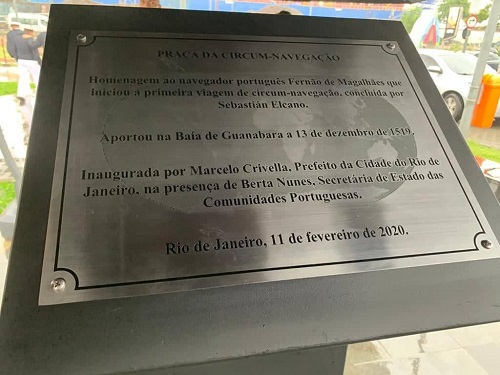 PRAÇA DA CIRCUM-NAVEGAÇÃO
Homenagem ao navegador português Fernão de Magalhães que
iniciou a primeira viagem de circum-navegação, concluída por
Sebastián Elcano.
Aportou na Baía de Guanabara a 13 de dezembro de 1519.
Inaugurada por Marcelo Crivella, Prefeito da Cidade do Rio de
Janeiro, na presença de Berta Nunes, Secretária de Estado das
Comunidades Portuguesas.
Rio de Janeiro, 11 de fevereiro de 2020.